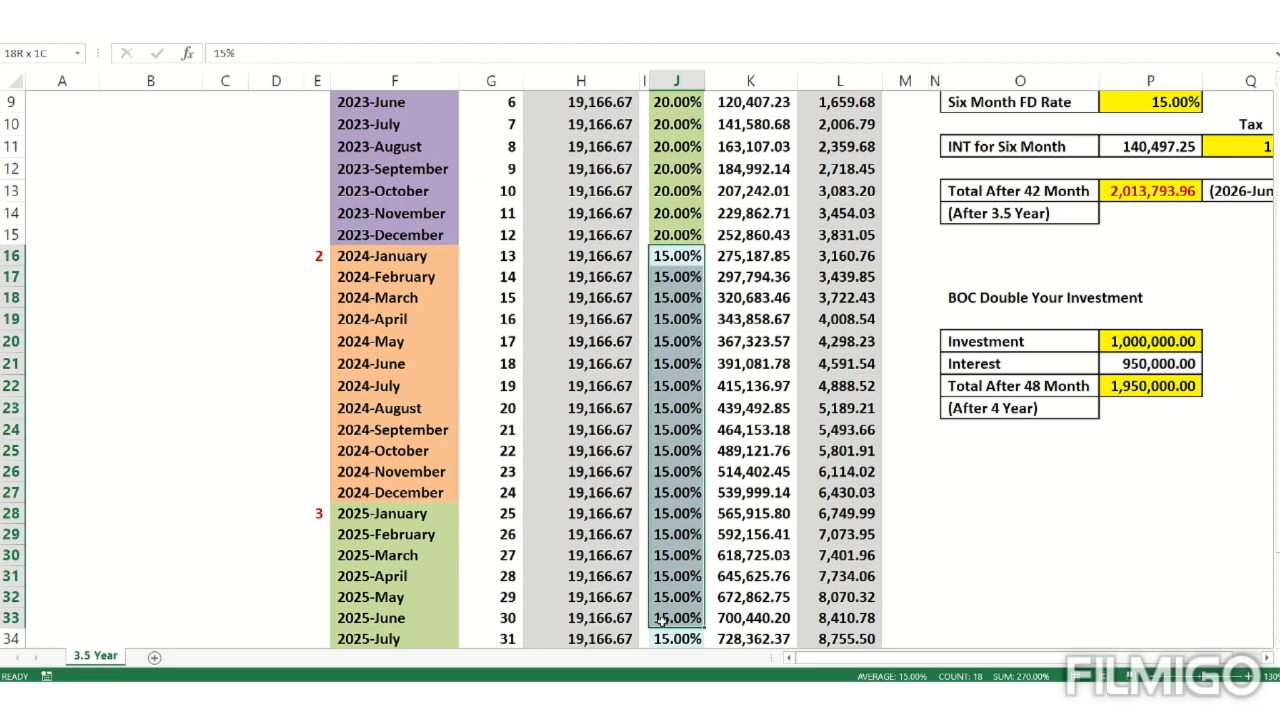 18R x 1C fx 15%
A B C D E F G H I J K L M N O P Q
9 2023-June 6 19,166.67 20.00% 120,407.23 1,659.68 Six Month FD Rate 15.00%
10 2023-July 7 19,166.67 20.00% 141,580.68 2,006.79 Tax
11 2023-August 8 19,166.67 20.00% 163,107.03 2,359.68 INT for Six Month 140,497.25 1
12 2023-September 9 19,166.67 20.00% 184,992.14 2,718.45
13 2023-October 10 19,166.67 20.00% 207,242.01 3,083.20 Total After 42 Month 2,013,793.96 (2026-Jun
14 2023-November 11 19,166.67 20.00% 229,862.71 3,454.03 (After 3.5 Year)
15 2023-December 12 19,166.67 20.00% 252,860.43 3,831.05
16 2 2024-January 13 19,166.67 15.00% 275,187.85 3,160.76
17 2024-February 14 19,166.67 15.00% 297,794.36 3,439.85
18 2024-March 15 19,166.67 15.00% 320,683.46 3,722.43 BOC Double Your Investment
19 2024-April 16 19,166.67 15.00% 343,858.67 4,008.54
20 2024-May 17 19,166.67 15.00% 367,323.57 4,298.23 Investment 1,000,000.00
21 2024-June 18 19,166.67 15.00% 391,081.78 4,591.54 Interest 950,000.00
22 2024-July 19 19,166.67 15.00% 415,136.97 4,888.52 Total After 48 Month 1,950,000.00
23 2024-August 20 19,166.67 15.00% 439,492.85 5,189.21 (After 4 Year)
24 2024-September 21 19,166.67 15.00% 464,153.18 5,493.66
25 2024-October 22 19,166.67 15.00% 489,121.76 5,801.91
26 2024-November 23 19,166.67 15.00% 514,402.45 6,114.02
27 2024-December 24 19,166.67 15.00% 539,999.14 6,430.03
28 3 2025-January 25 19,166.67 15.00% 565,915.80 6,749.99
29 2025-February 26 19,166.67 15.00% 592,156.41 7,073.95
30 2025-March 27 19,166.67 15.00% 618,725.03 7,401.96
31 2025-April 28 19,166.67 15.00% 645,625.76 7,734.06
32 2025-May 29 19,166.67 15.00% 672,862.75 8,070.32
33 2025-June 30 19,166.67 15.00% 700,440.20 8,410.78
34 2025-July 31 19,166.67 15.00% 728,362.37 8,755.50
3.5 Year
READY AVERAGE: 15.00% COUNT: 18 SUM: 270.00% 130%
FILMIGO